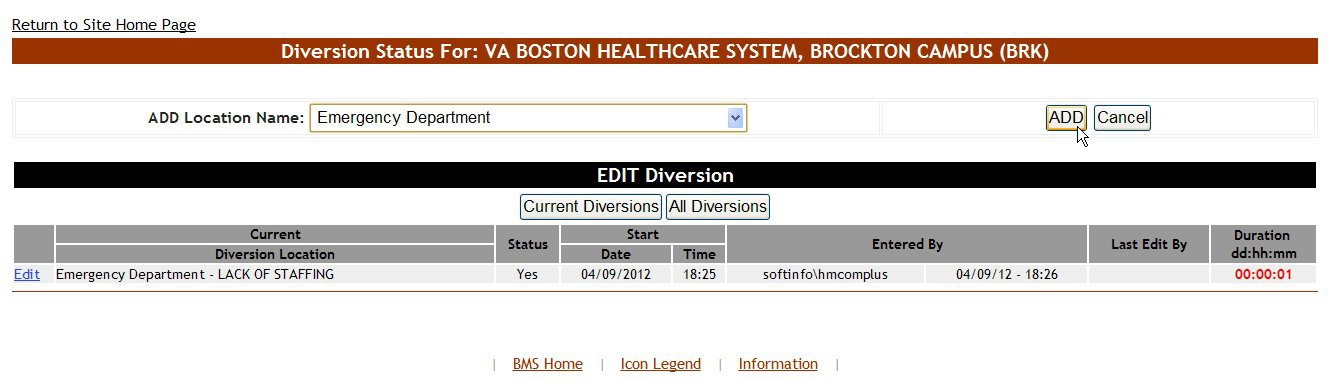 Return to Site Home Page
Diversion Status For: VA BOSTON HEALTHCARE SYSTEM, BROCKTON CAMPUS (BRK)
ADD Location Name: Emergency Department ADD Cancel
EDIT Diversion
Current Diversions All Diversions
Current Status Start Entered By Last Edit By Duration
Diversion Location Date Time dd:hh:mm
Edit Emergency Department - LACK OF STAFFING Yes 04/09/2012 18:25 softinfo\hmcomplus 04/09/12 - 18:26 00:00:01
| BMS Home | Icon Legend | Information |